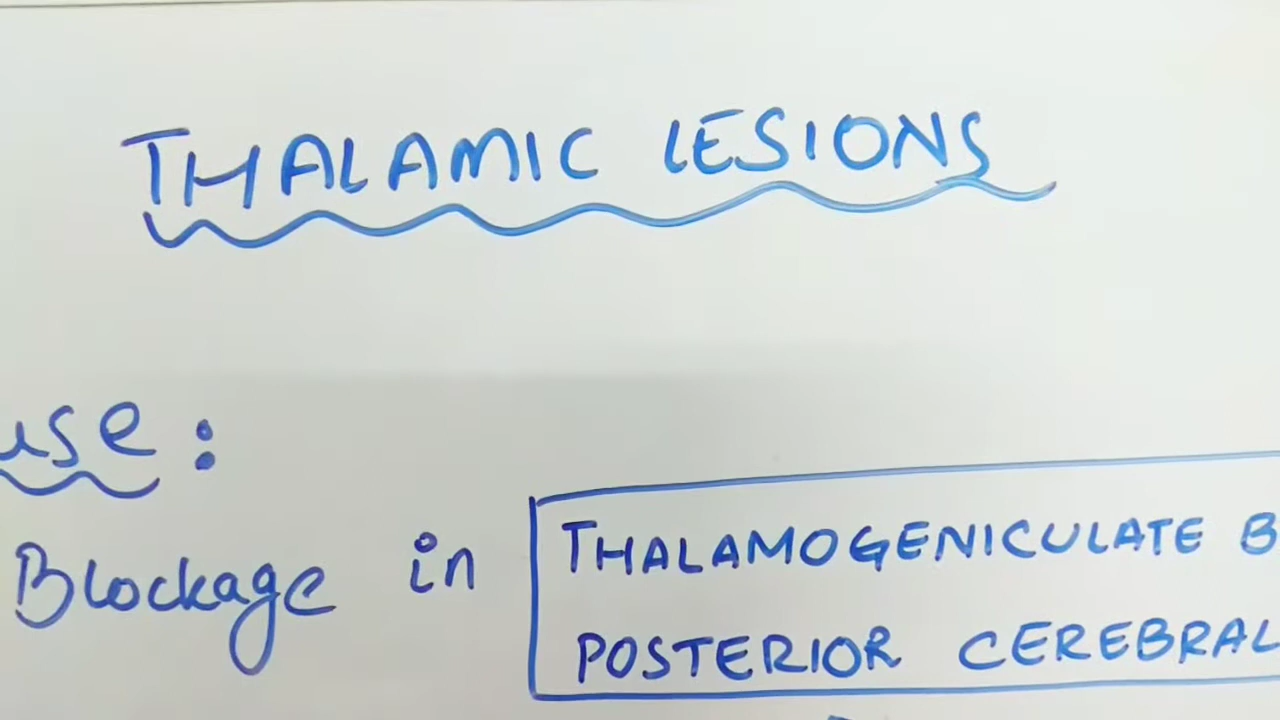 THALAMIC LESIONS
use :
Blockage in THALAMOGENICULATE B
POSTERIOR CEREBRAL